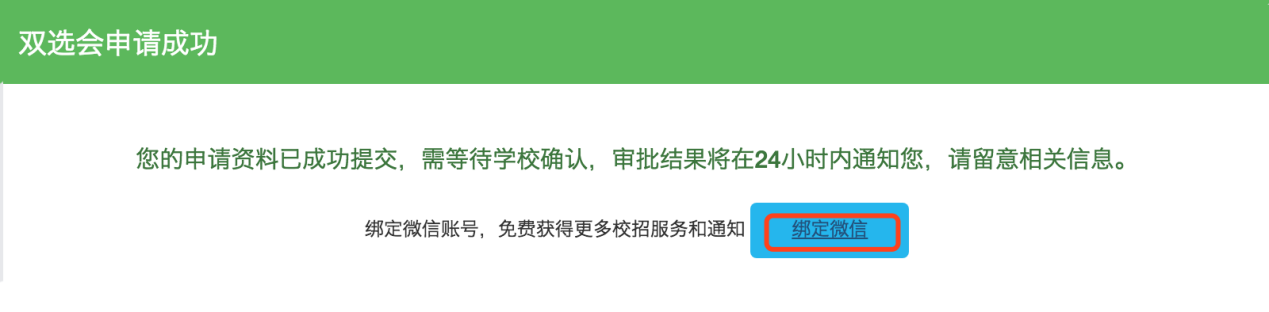 双选会申请成功
您的申请资料已成功提交，需等待学校确认，审批结果将在24小时内通知您，请留意相关信息。
绑定微信账号，免费获得更多校招服务和通知 绑定微信